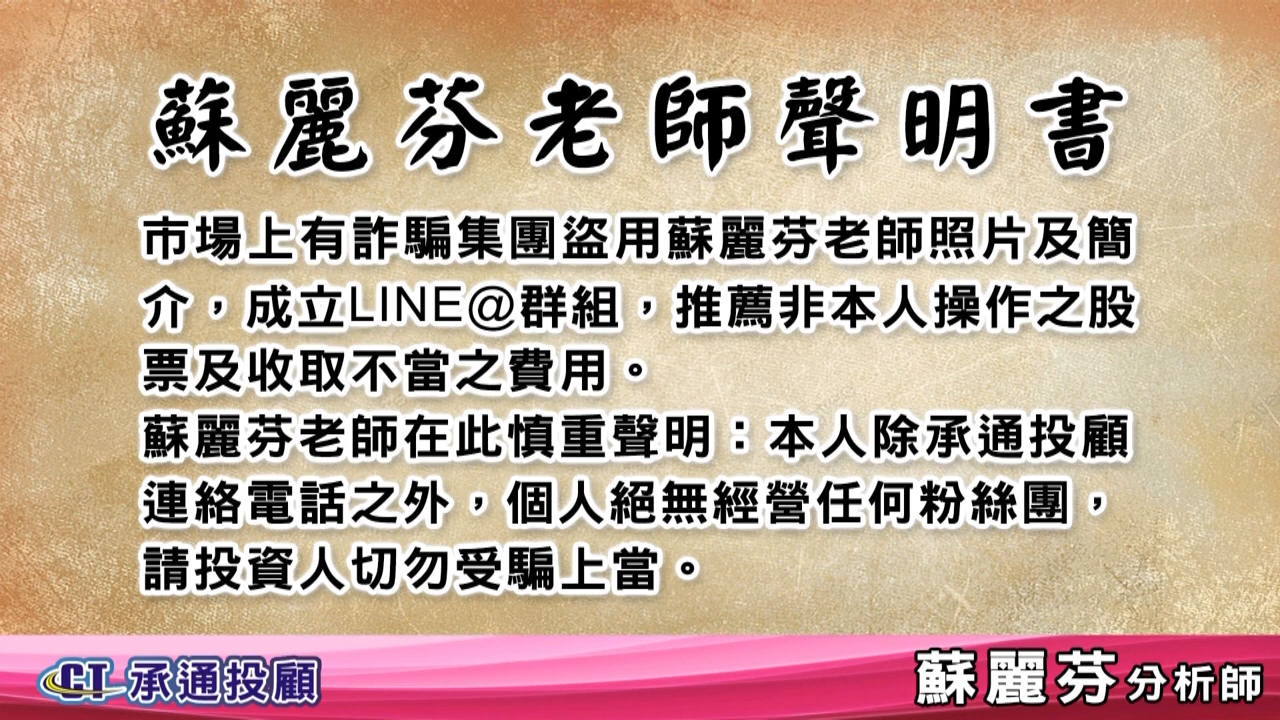 蘇麗芬老師聲明書
市場上有詐騙集團盜用蘇麗芬老師照片及簡
介，成立LINE@群組，推薦非本人操作之股
票及收取不當之費用。
蘇麗芬老師在此慎重聲明：本人除承通投顧
連絡電話之外，個人絕無經營任何粉絲團，
請投資人切勿受騙上當。
CT 承通投顧
蘇麗芬 分析師